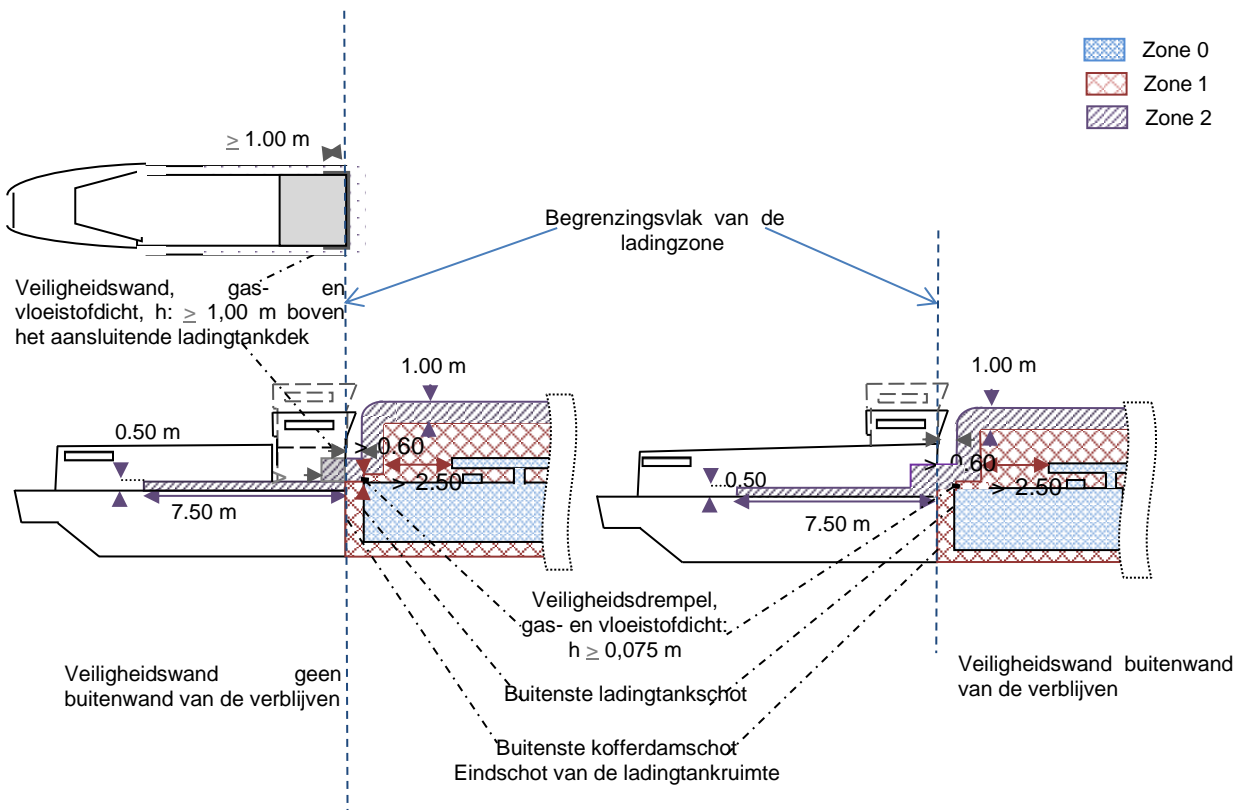 Zone 0
Zone 1
Zone 2
≥ 1.00 m
Begrenzingsvlak van de
ladingzone
Veiligheidswand, gas- en
vloeistofdicht, h: ≥ 1,00 m boven
het aansluitende ladingtankdek
1.00 m
1.00 m
0.50 m
> 0.60
> 2.50
7.50 m
0.50
> 0.60
> 2.50
7.50 m
Veiligheidsdrempel,
gas- en vloeistofdicht:
h ≥ 0,075 m
Veiligheidswand geen
buitenwand van de verblijven
Veiligheidswand buitenwand
van de verblijven
Buitenste ladingtankschot
Buitenste kofferdamschot
Eindschot van de ladingtankruimte